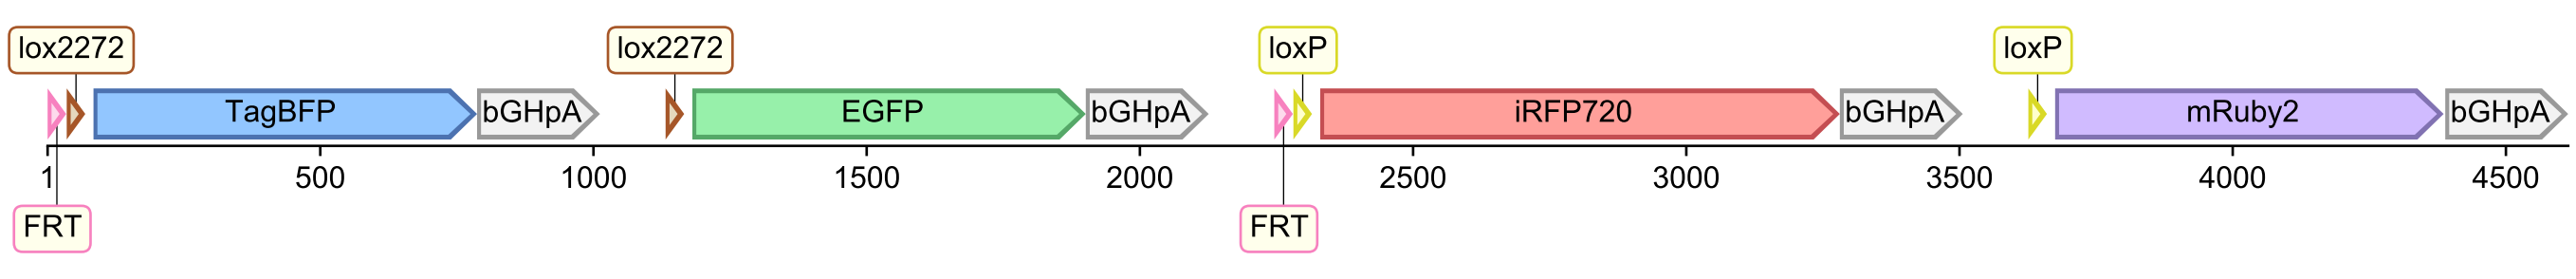 lox2272
lox2272
loxP
loxP
TagBFP
bGHpA
EGFP
bGHpA
iRFP720
bGHpA
mRuby2
bGHpA
1
500
1000
1500
2000
2500
3000
3500
4000
4500
FRT
FRT